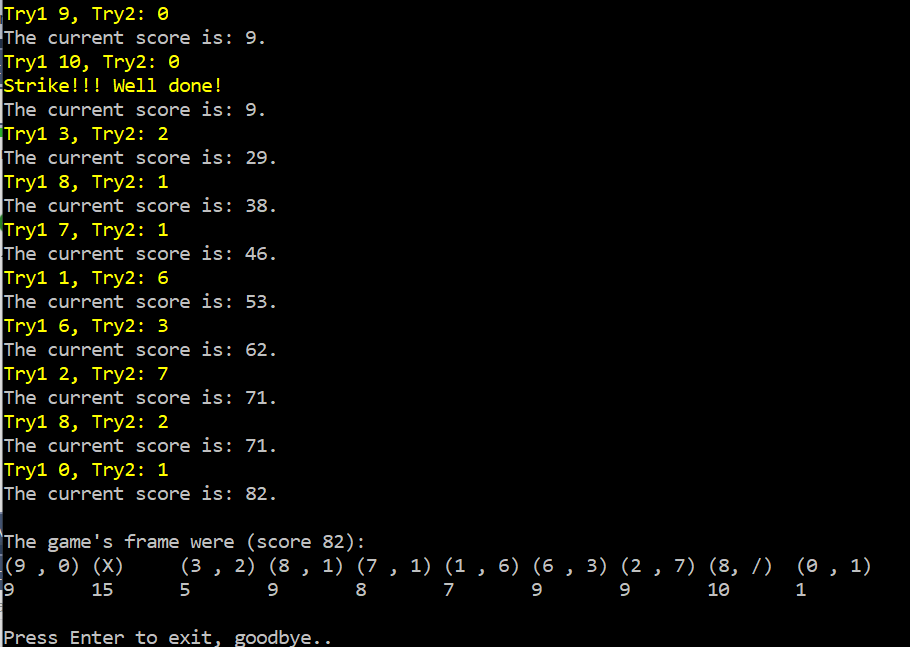 Try1 9, Try2: 0
The current score is: 9.
Try1 10, Try2: 0
Strike!!! Well done!
The current score is: 9.
Try1 3, Try2: 2
The current score is: 29.
Try1 8, Try2: 1
The current score is: 38.
Try1 7, Try2: 1
The current score is: 46.
Try1 1, Try2: 6
The current score is: 53.
Try1 6, Try2: 3
The current score is: 62.
Try1 2, Try2: 7
The current score is: 71.
Try1 8, Try2: 2
The current score is: 71.
Try1 0, Try2: 1
The current score is: 82.
The game's frame were (score 82):
(9 , 0) (X)     (3 , 2) (8 , 1) (7 , 1) (1 , 6) (6 , 3) (2 , 7) (8, /)  (0 , 1)
9       15      5       9       8       7       9       9       10      1
Press Enter to exit, goodbye..